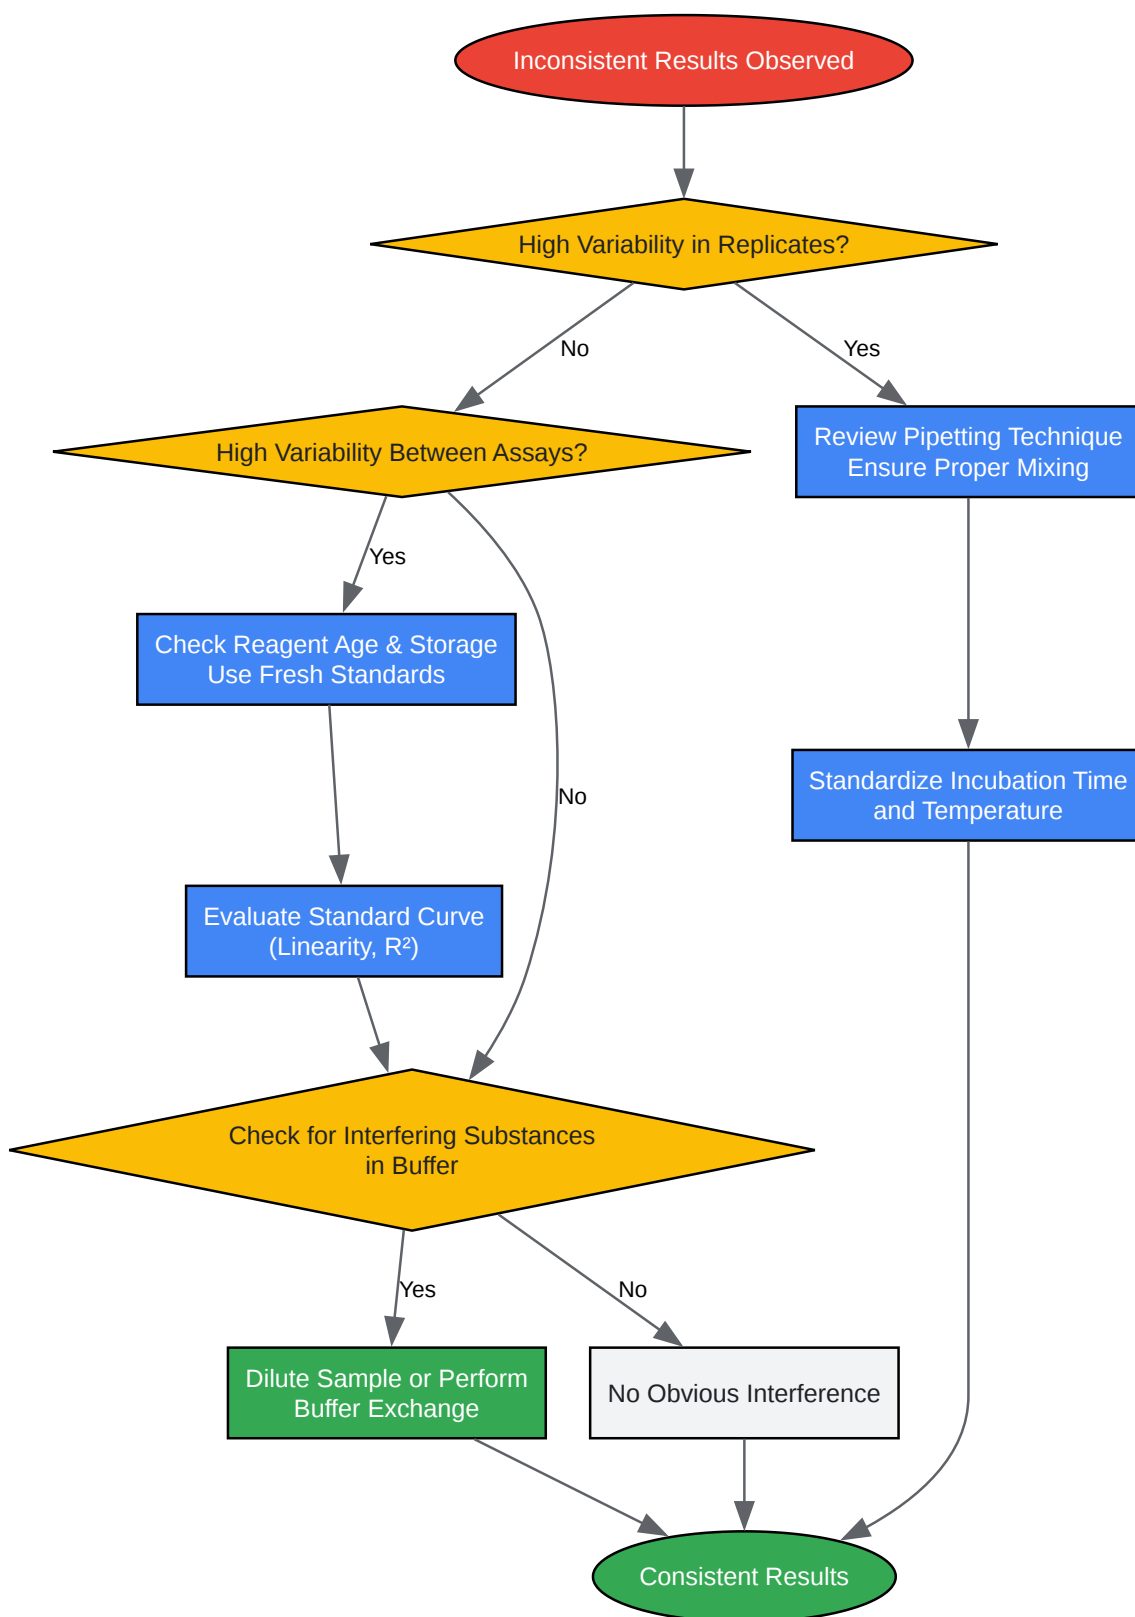 Inconsistent Results Observed
High Variability in Replicates?
No
Yes
High Variability Between Assays?
Review Pipetting Technique
Ensure Proper Mixing
Yes
Check Reagent Age & Storage
Use Fresh Standards
No
Standardize Incubation Time
and Temperature
Evaluate Standard Curve
(Linearity, R²)
Check for Interfering Substances
in Buffer
Yes
No
Dilute Sample or Perform
Buffer Exchange
No Obvious Interference
Consistent Results